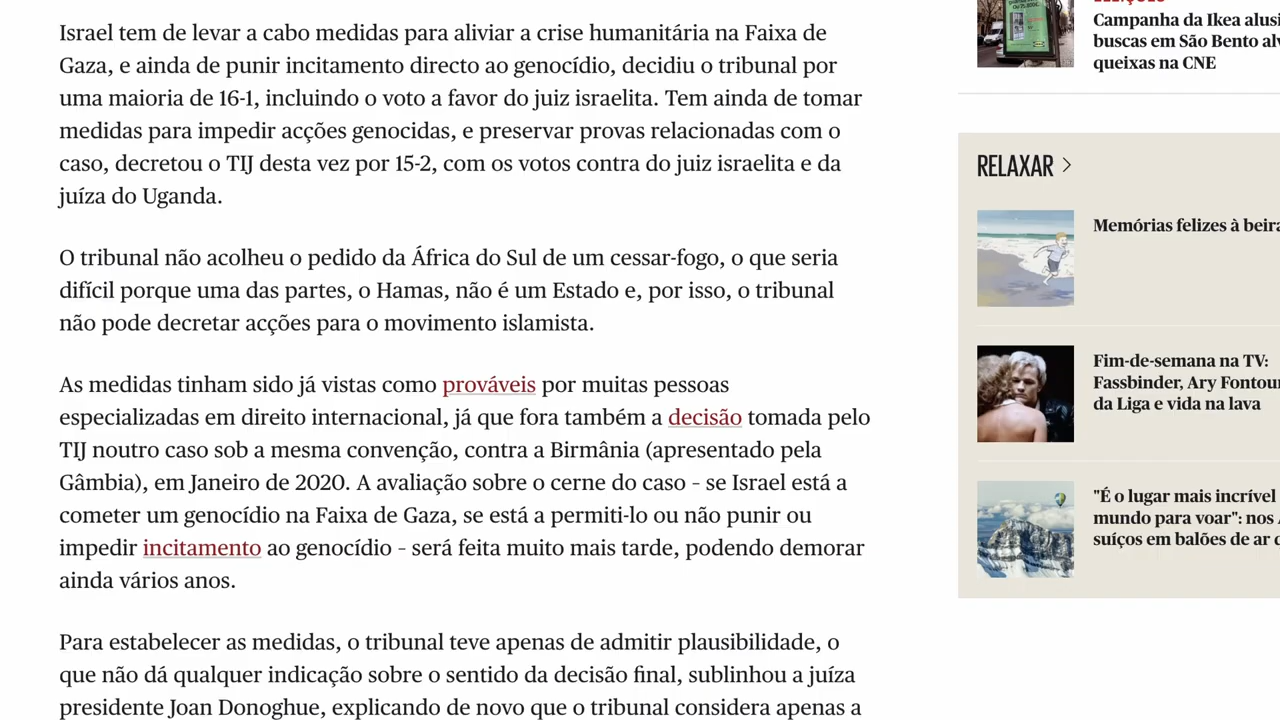 Israel tem de levar a cabo medidas para aliviar a crise humanitária na Faixa de
Gaza, e ainda de punir incitamento directo ao genocídio, decidiu o tribunal por
uma maioria de 16-1, incluindo o voto a favor do juiz israelita. Tem ainda de tomar
medidas para impedir acções genocidas, e preservar provas relacionadas com o
caso, decretou o TIJ desta vez por 15-2, com os votos contra do juiz israelita e da
juíza do Uganda.
O tribunal não acolheu o pedido da África do Sul de um cessar-fogo, o que seria
difícil porque uma das partes, o Hamas, não é um Estado e, por isso, o tribunal
não pode decretar acções para o movimento islamista.
As medidas tinham sido já vistas como prováveis por muitas pessoas
especializadas em direito internacional, já que fora também a decisão tomada pelo
TIJ noutro caso sob a mesma convenção, contra a Birmânia (apresentado pela
Gâmbia), em Janeiro de 2020. A avaliação sobre o cerne do caso – se Israel está a
cometer um genocídio na Faixa de Gaza, se está a permiti-lo ou não punir ou
impedir incitamento ao genocídio – será feita muito mais tarde, podendo demorar
ainda vários anos.
Para estabelecer as medidas, o tribunal teve apenas de admitir plausibilidade, o
que não dá qualquer indicação sobre o sentido da decisão final, sublinhou a juíza
presidente Joan Donoghue, explicando de novo que o tribunal considera apenas a
Campanha da Ikea alusi
buscas em São Bento alv
queixas na CNE
RELAXAR
Memórias felizes à beira
Fim-de-semana na TV:
Fassbinder, Ary Fontour
da Liga e vida na lava
"É o lugar mais incrível
mundo para voar": nos A
suíços em balões de ar q